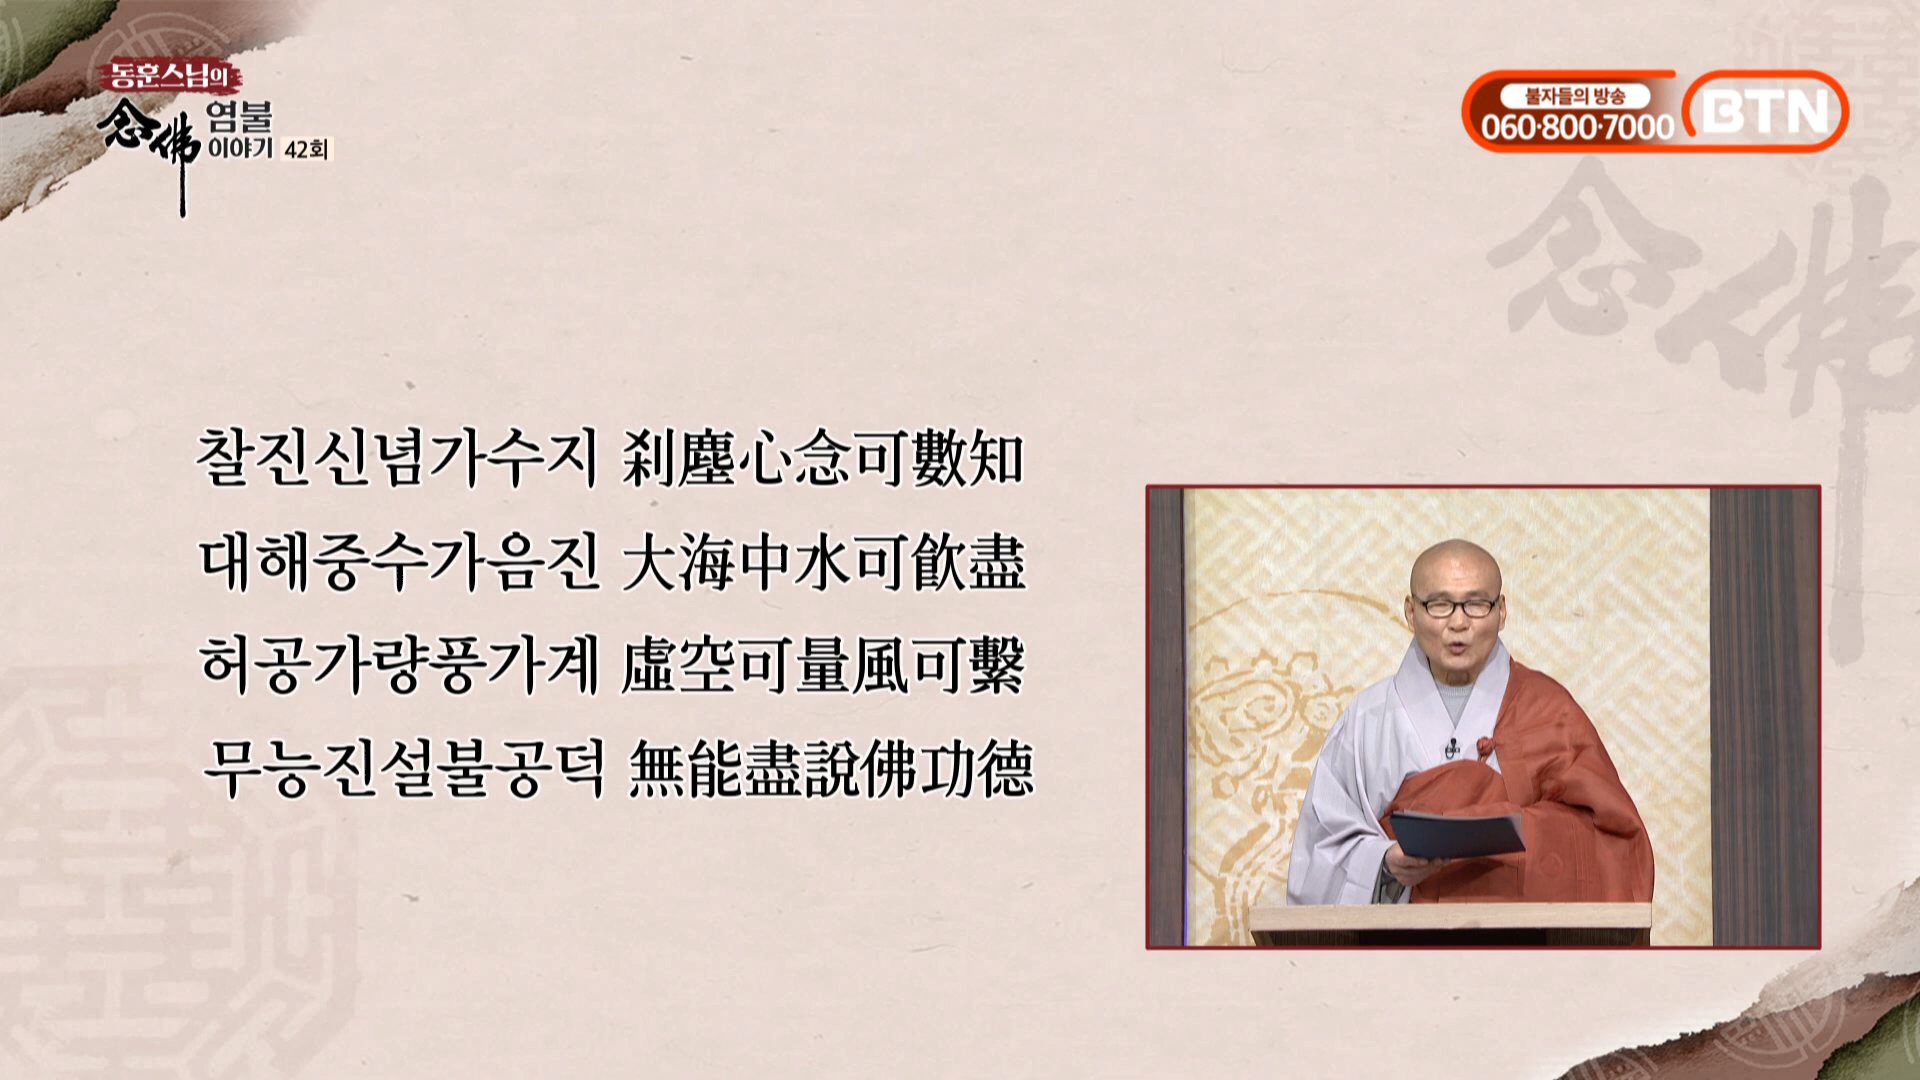 동훈스님의
念佛 염불
이야기 42회
불자들의 방송
060·800·7000
BTN
念佛
찰진신념가수지 刹塵心念可數知
대해중수가음진 大海中水可飮盡
허공가량풍가계 虛空可量風可繫
무능진설불공덕 無能盡說佛功德